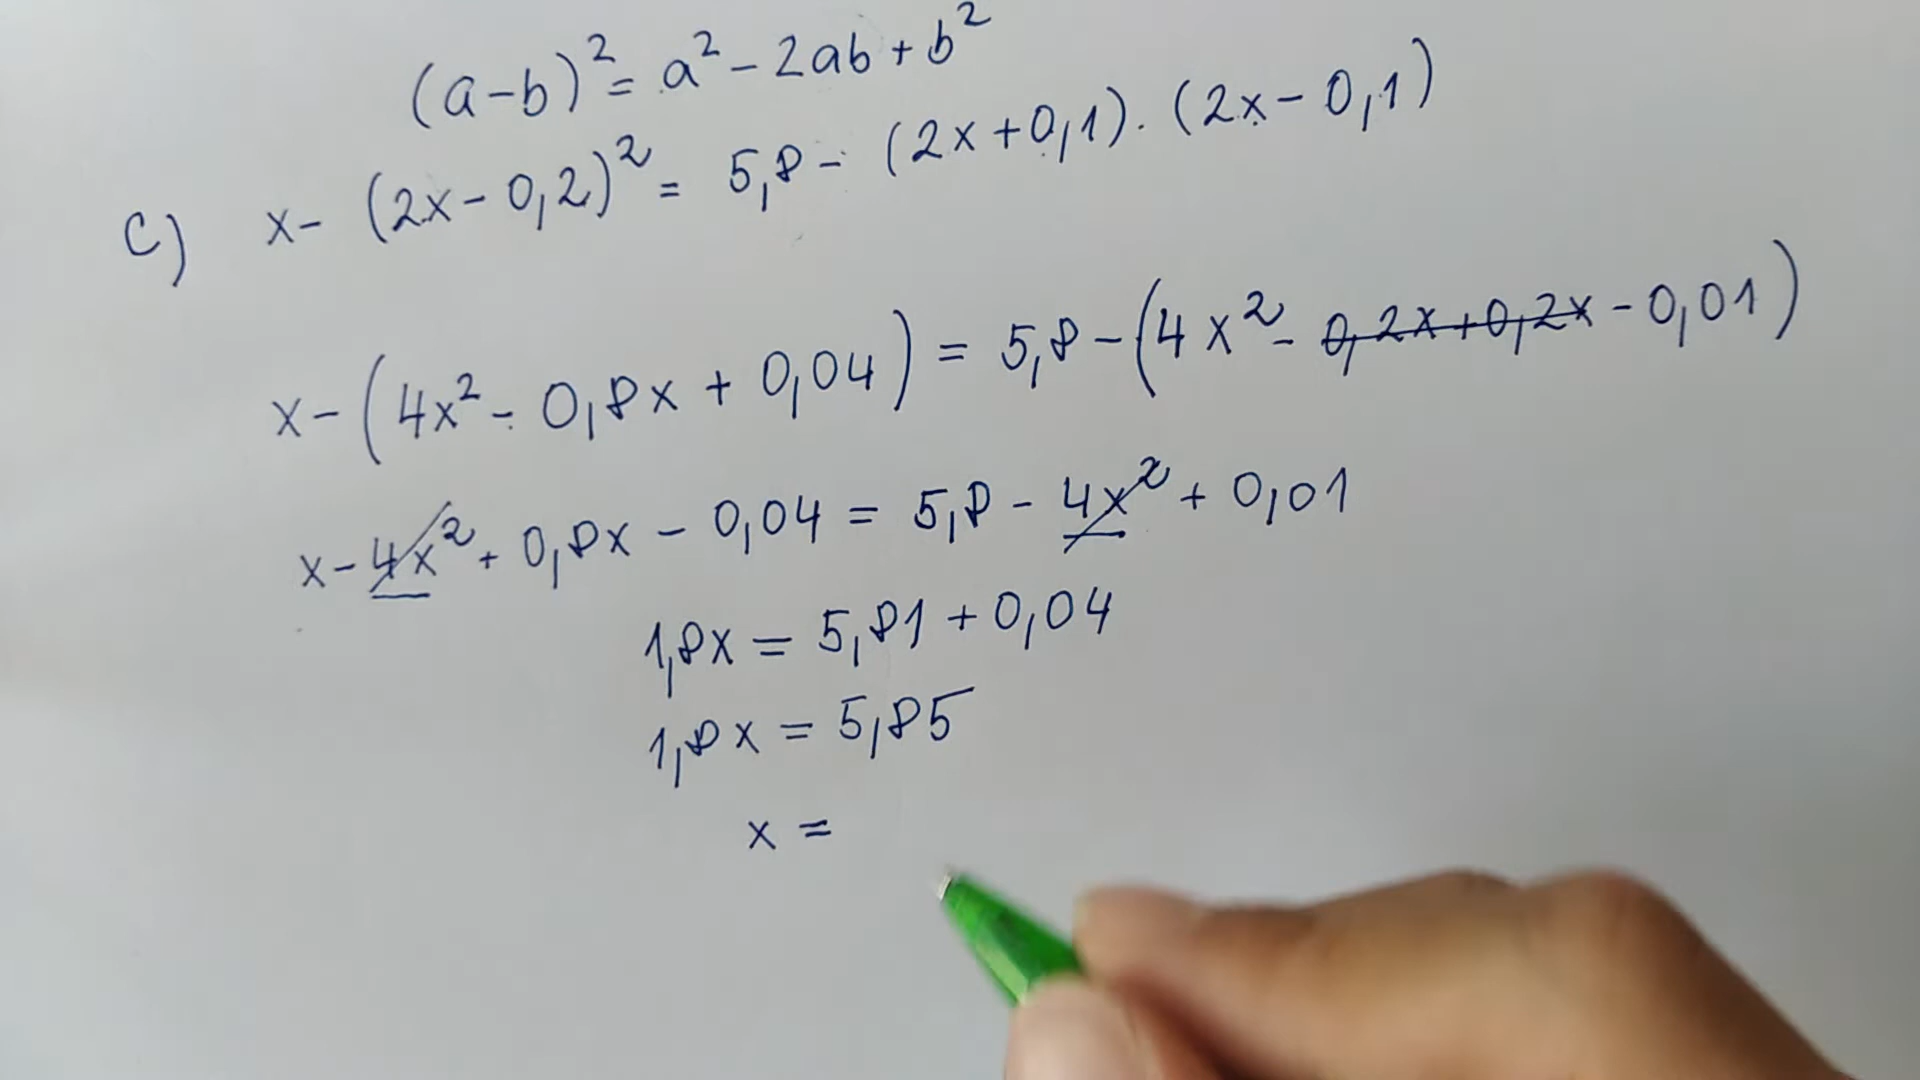 (a-b)² = a² - 2ab + b²
C) x - (2x - 0,2)² = 5,8 - (2x + 0,1) · (2x - 0,1)
x - (4x² - 0,8x + 0,04) = 5,8 - (4x² - 0,2x + 0,2x - 0,01)
x - 4x² + 0,8x - 0,04 = 5,8 - 4x² + 0,01
1,8x = 5,81 + 0,04
1,8x = 5,85
x =